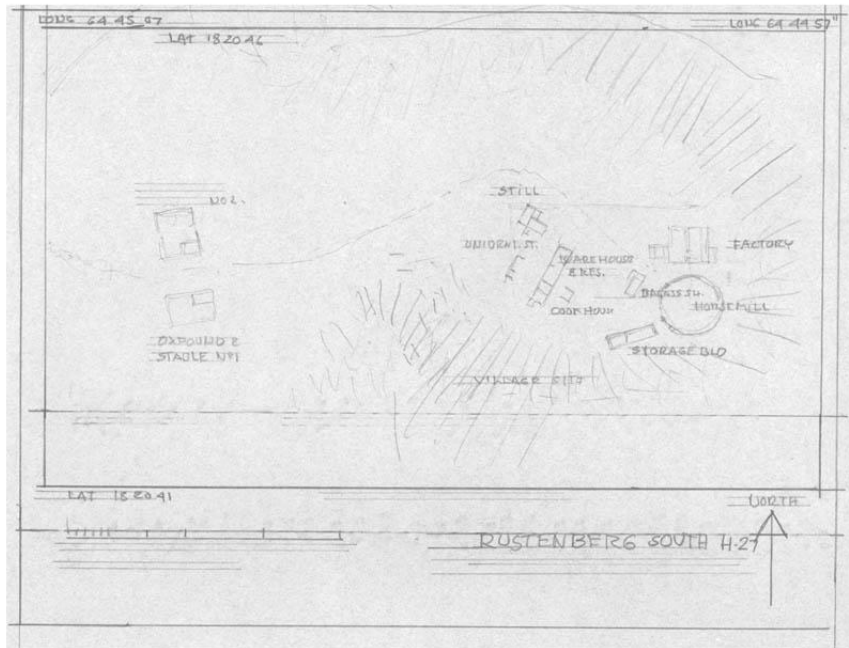 LONG 64 45 07
LONG 64 44 57"
LAT 18 20 46
NO 2.
STILL
UNIDENT. ST.
WAREHOUSE
& RES.
FACTORY
BAGASS SH.
HORSEMILL
COOK HOUSE
STORAGE BLD
OXPOUND &
STABLE NO 1
VILLAGE SITE
LAT 18 20 41
NORTH
RUSTENBERG SOUTH H-27